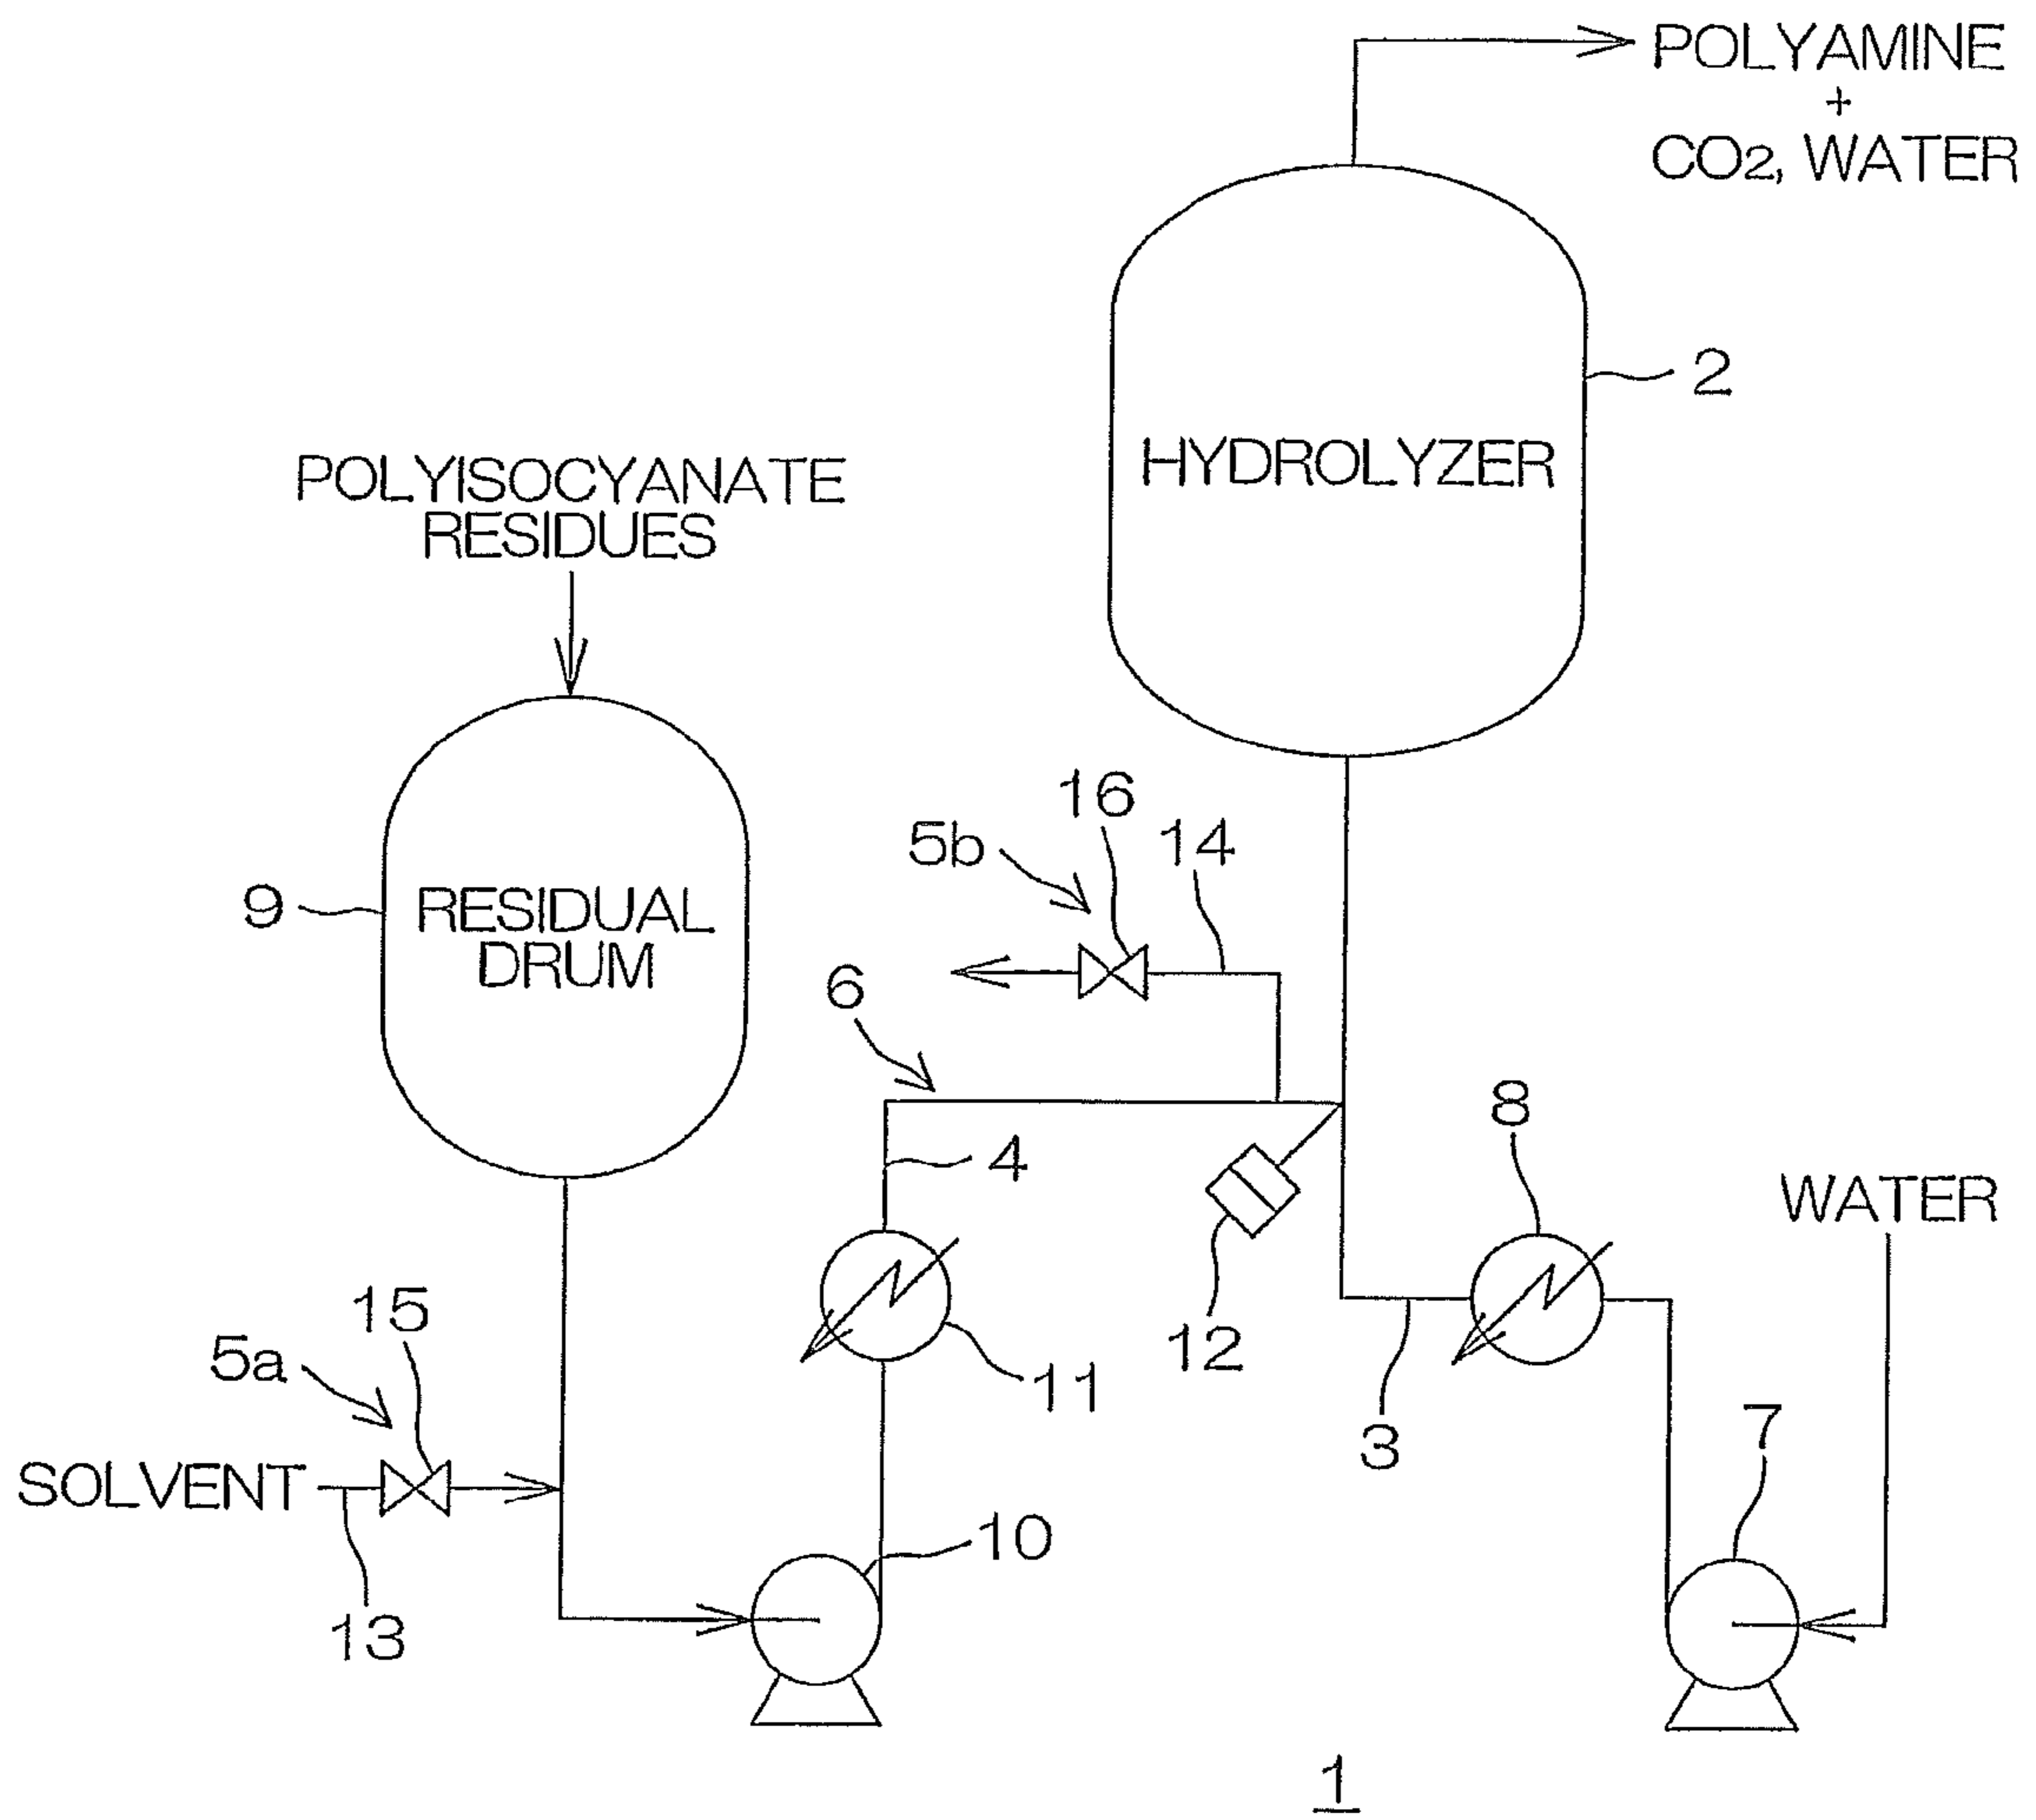 POLYAMINE
+
CO2, WATER
2
HYDROLYZER
POLYISOCYANATE
RESIDUES
16
5b
14
9
RESIDUAL
DRUM
6
8
4
WATER
15
5a
12
11
3
7
SOLVENT
10
13
1